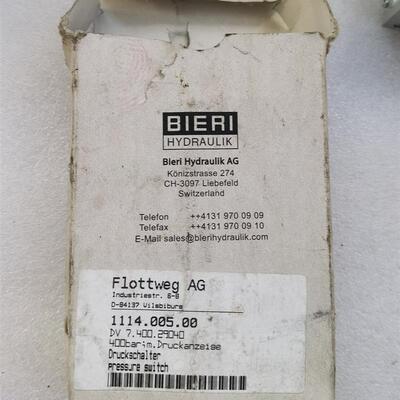 BIERI
HYDRAULIK
Bieri Hydraulik AG
Könizstrasse 274
CH-3097 Liebefeld
Switzerland
Telefon ++4131 970 09 09
Telefax ++4131 970 09 10
E-Mail sales@bierihydraulik.com
Flottweg AG
Industriestr. 6-8
D-84137 Vilsbiburg
1114.005.00
DV 7.400.29040
400bar;m.Druckanzeige
Druckschalter
pressure switch